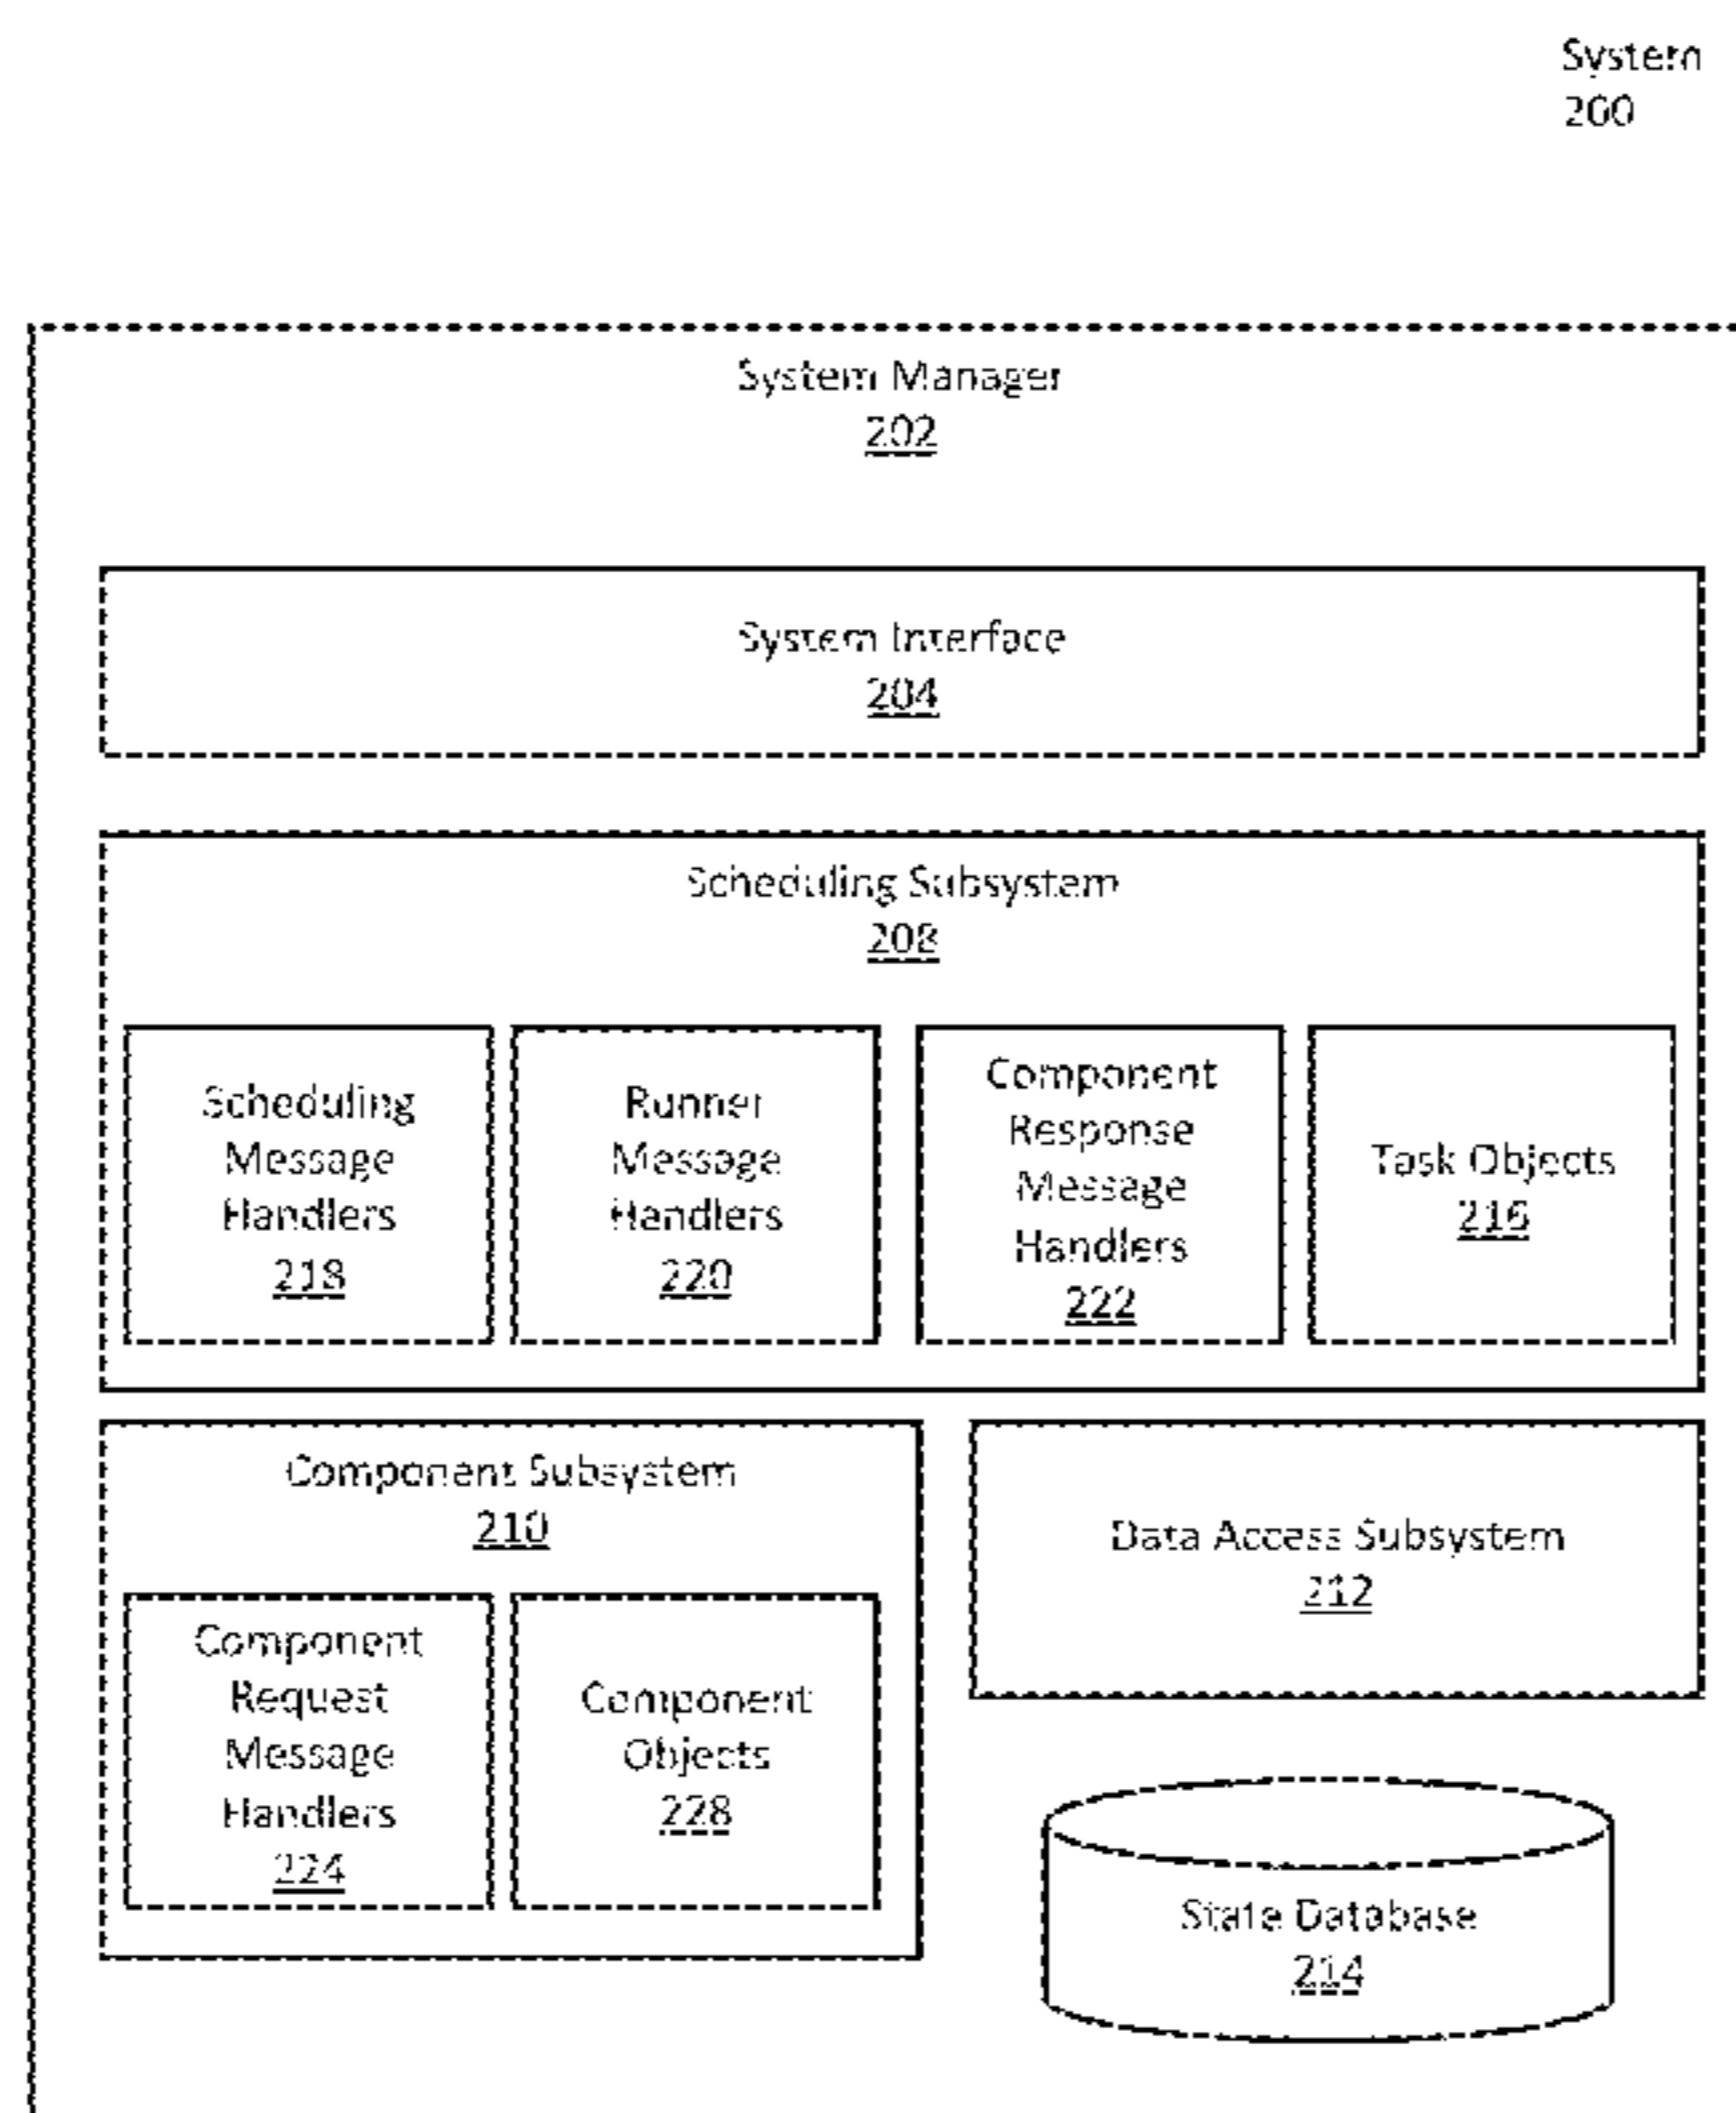 System
200
System Manager
202
System Interface
204
Scheduling Subsystem
208
Scheduling
Message
Handlers
218
Runner
Message
Handlers
220
Component
Response
Message
Handlers
222
Task Objects
216
Component Subsystem
210
Component
Request
Message
Handlers
224
Component
Objects
228
Data Access Subsystem
212
State Database
214